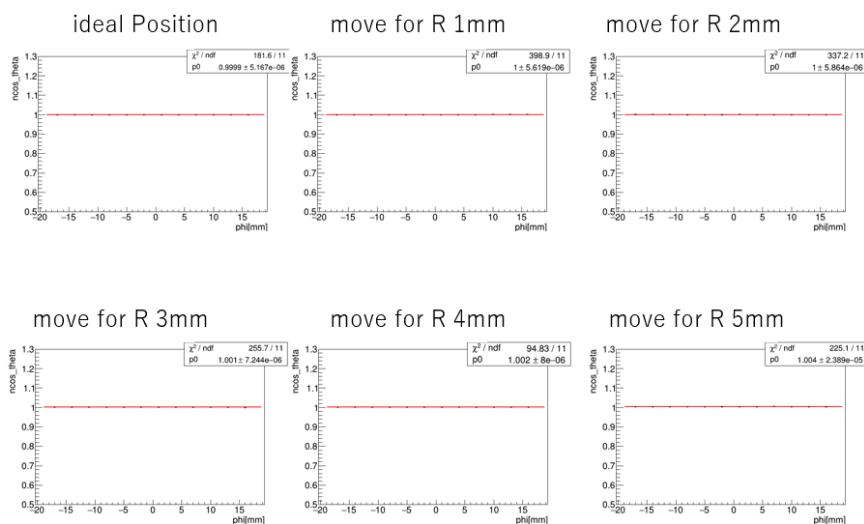 ideal Position
move for R 1mm
move for R 2mm
χ² / ndf 181.6 / 11
p0 0.9999 ± 5.167e−06
ncos_theta
1.3
1.2
1.1
1
0.9
0.8
0.7
0.6
0.5
−20 −15 −10 −5 0 5 10 15
phi[mm]
χ² / ndf 398.9 / 11
p0 1 ± 5.619e−06
ncos_theta
1.3
1.2
1.1
1
0.9
0.8
0.7
0.6
0.5
−20 −15 −10 −5 0 5 10 15
phi[mm]
χ² / ndf 337.2 / 11
p0 1 ± 5.864e−06
ncos_theta
1.3
1.2
1.1
1
0.9
0.8
0.7
0.6
0.5
−20 −15 −10 −5 0 5 10 15
phi[mm]
move for R 3mm
move for R 4mm
move for R 5mm
χ² / ndf 255.7 / 11
p0 1.001 ± 7.244e−06
ncos_theta
1.3
1.2
1.1
1
0.9
0.8
0.7
0.6
0.5
−20 −15 −10 −5 0 5 10 15
phi[mm]
χ² / ndf 94.83 / 11
p0 1.002 ± 8e−06
ncos_theta
1.3
1.2
1.1
1
0.9
0.8
0.7
0.6
0.5
−20 −15 −10 −5 0 5 10 15
phi[mm]
χ² / ndf 225.1 / 11
p0 1.004 ± 2.389e−05
ncos_theta
1.3
1.2
1.1
1
0.9
0.8
0.7
0.6
0.5
−20 −15 −10 −5 0 5 10 15
phi[mm]